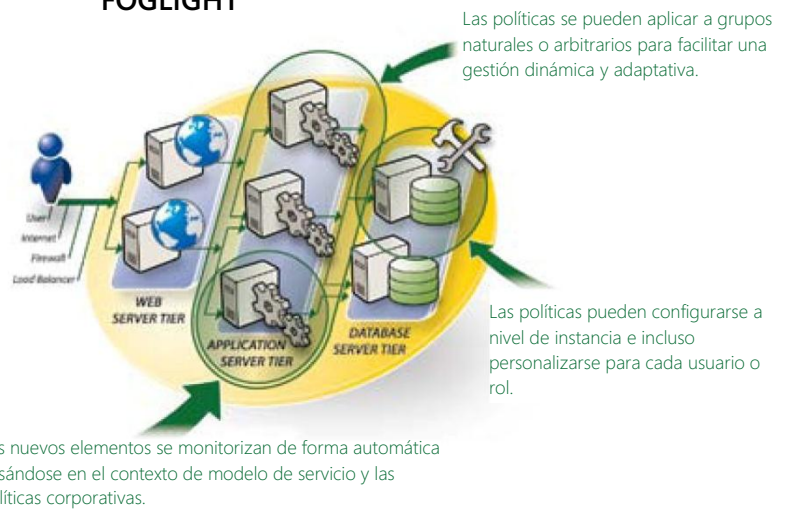 FOGLIGHT
Las políticas se pueden aplicar a grupos
naturales o arbitrarios para facilitar una
gestión dinámica y adaptativa.
User
Internet
Firewall
Load Balancer
WEB
SERVER TIER
APPLICATION
SERVER TIER
DATABASE
SERVER TIER
Las políticas pueden configurarse a
nivel de instancia e incluso
personalizarse para cada usuario o
rol.
s nuevos elementos se monitorizan de forma automática
sándose en el contexto de modelo de servicio y las
líticas corporativas.